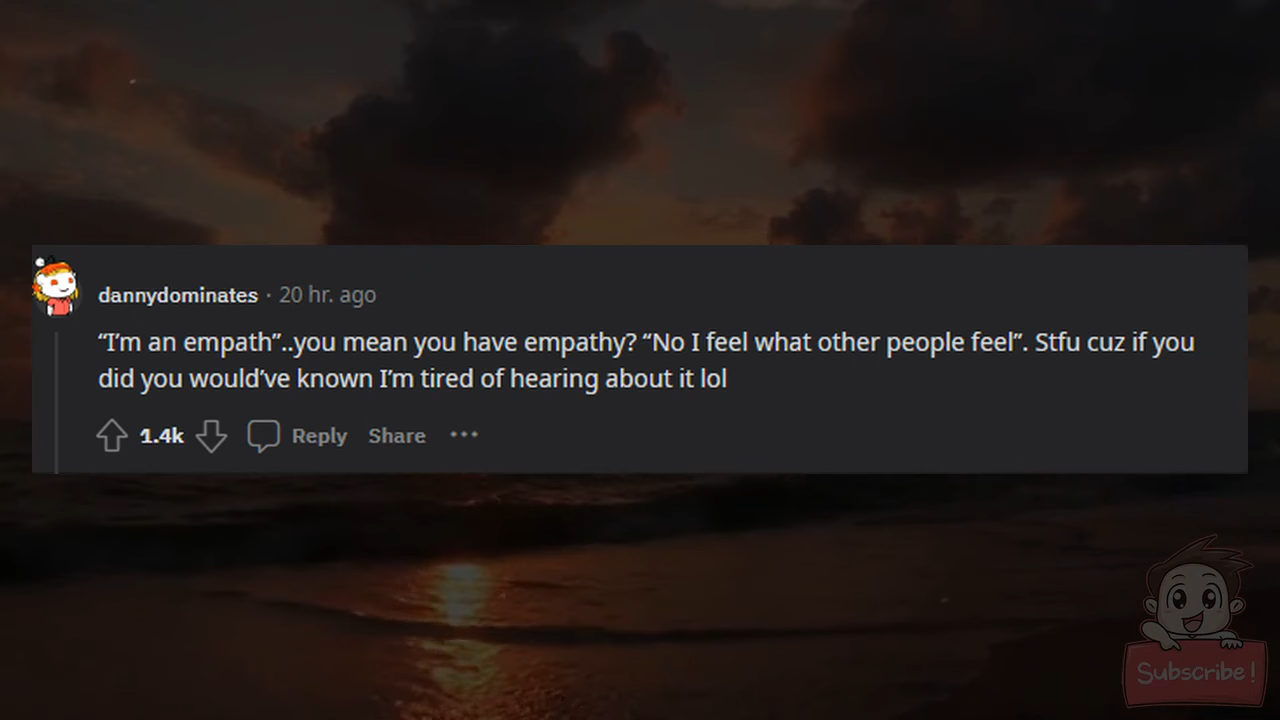 dannydominates · 20 hr. ago
“I’m an empath”..you mean you have empathy? “No I feel what other people feel”. Stfu cuz if you
did you would’ve known I’m tired of hearing about it lol
1.4k Reply Share ···
Subscribe!